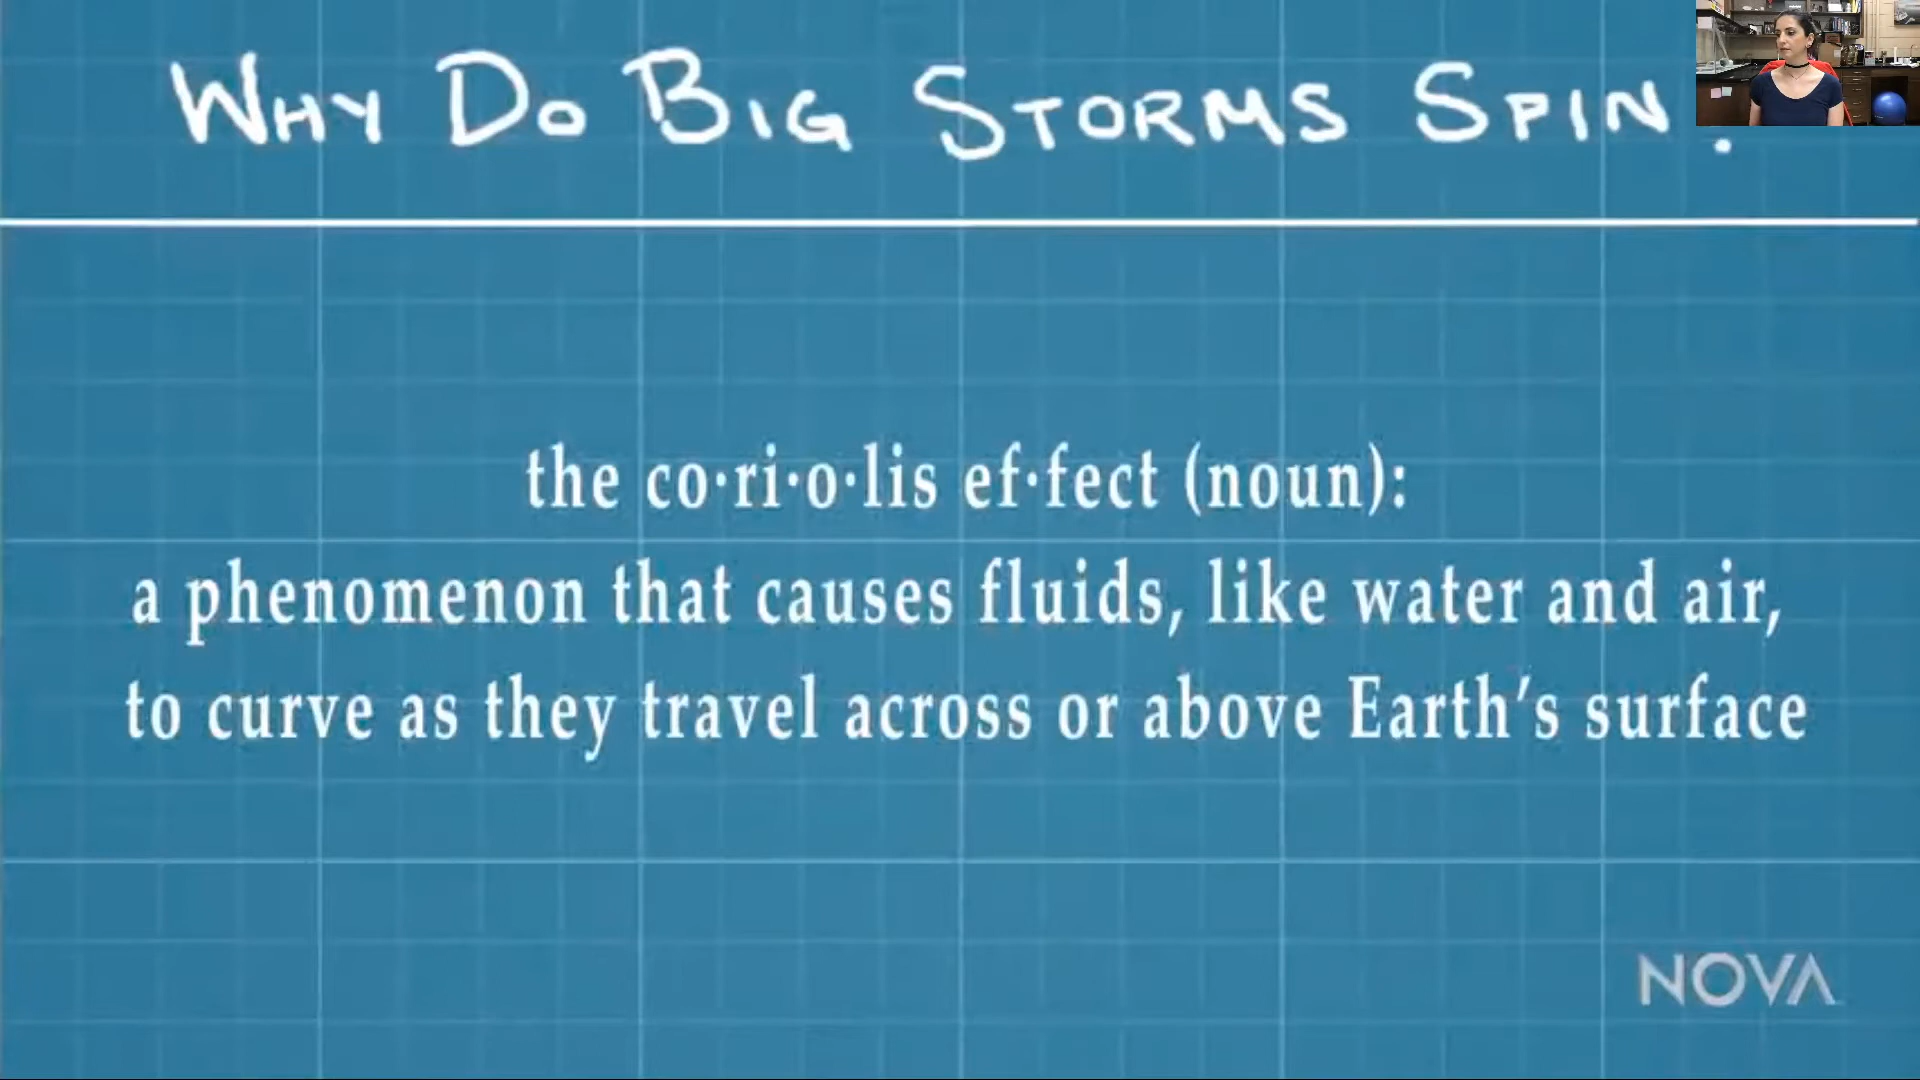 WHY DO BIG STORMS SPIN?
the co·ri·o·lis ef·fect (noun):
a phenomenon that causes fluids, like water and air,
to curve as they travel across or above Earth’s surface
NOVA